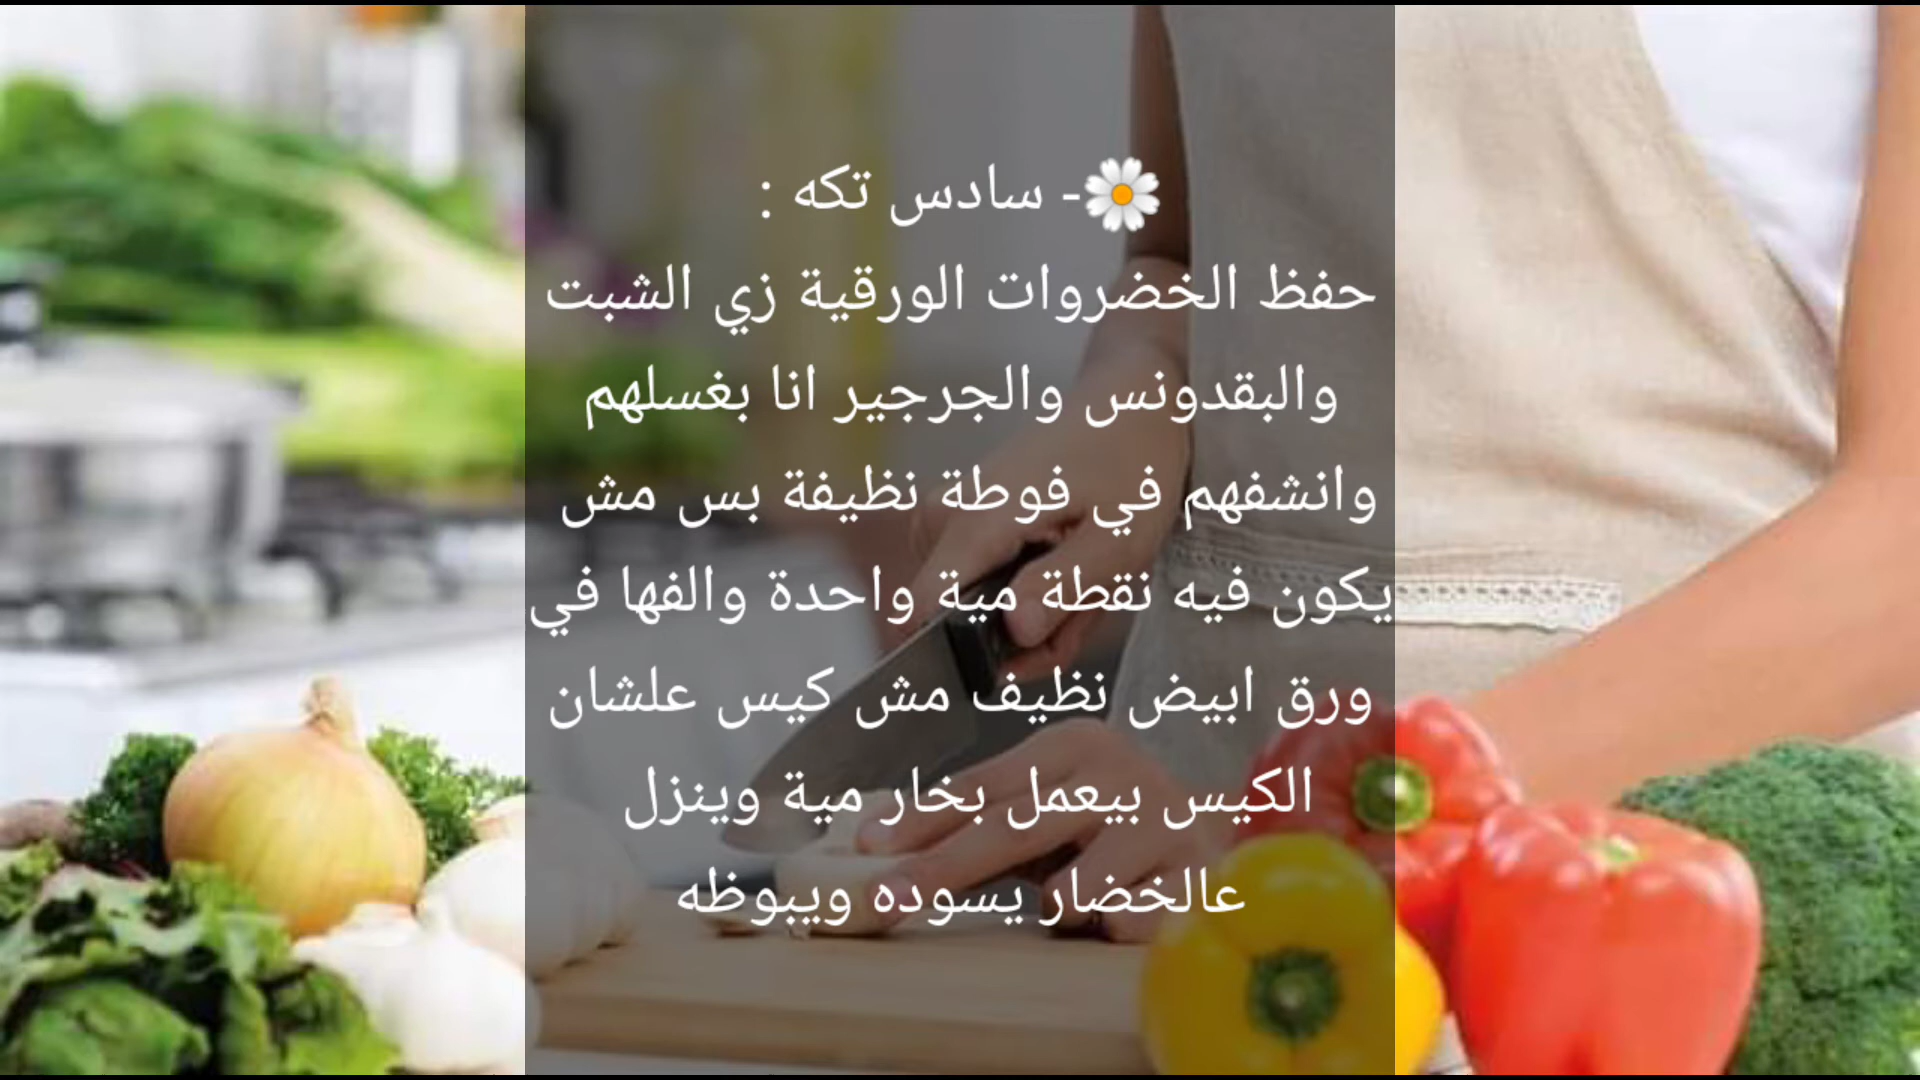 🌼- سادس تكه :
حفظ الخضروات الورقية زي الشبت
والبقدونس والجرجير انا بغسلهم
وانشفهم في فوطة نظيفة بس مش
يكون فيه نقطة مية واحدة والفها في
ورق ابيض نظيف مش كيس علشان
الكيس بيعمل بخار مية وينزل
عالخضار يسوده ويبوظه